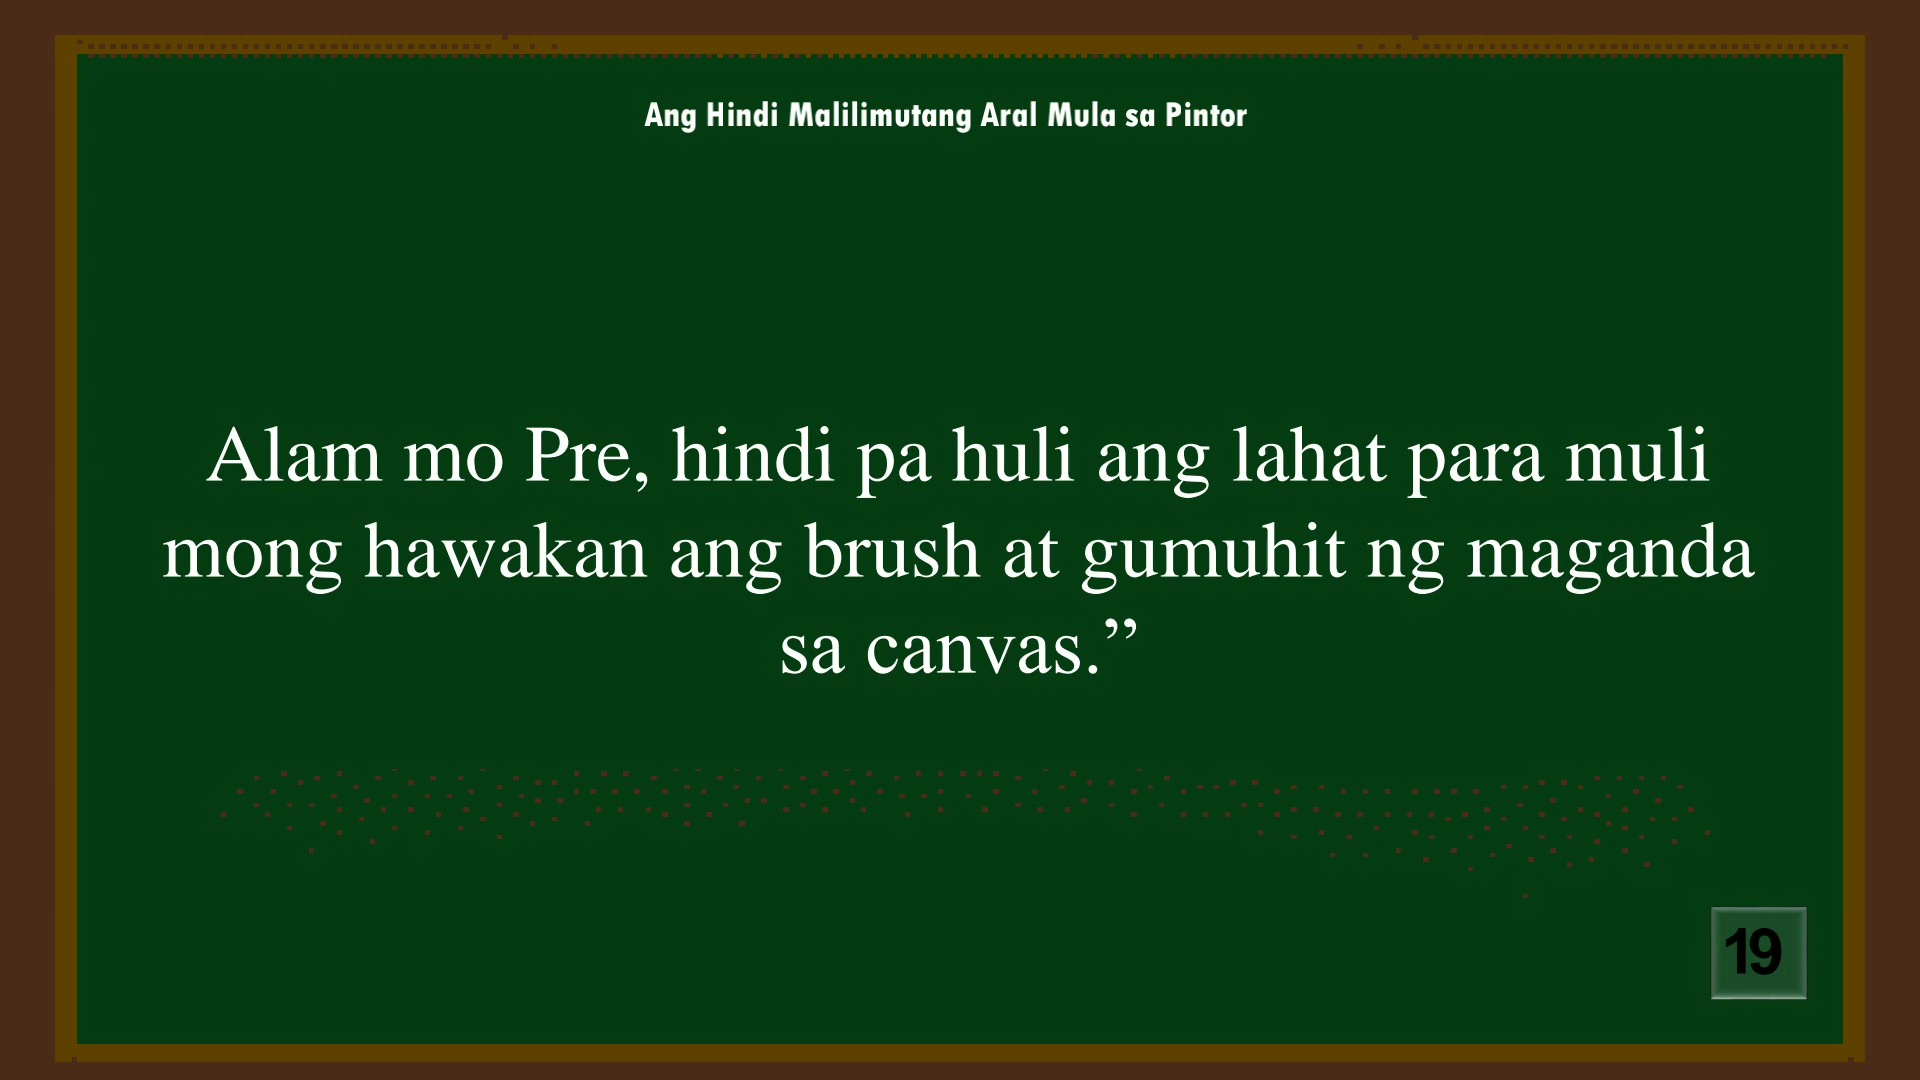 Ang Hindi Malilimutang Aral Mula sa Pintor
Alam mo Pre, hindi pa huli ang lahat para muli
mong hawakan ang brush at gumuhit ng maganda
sa canvas.”
19